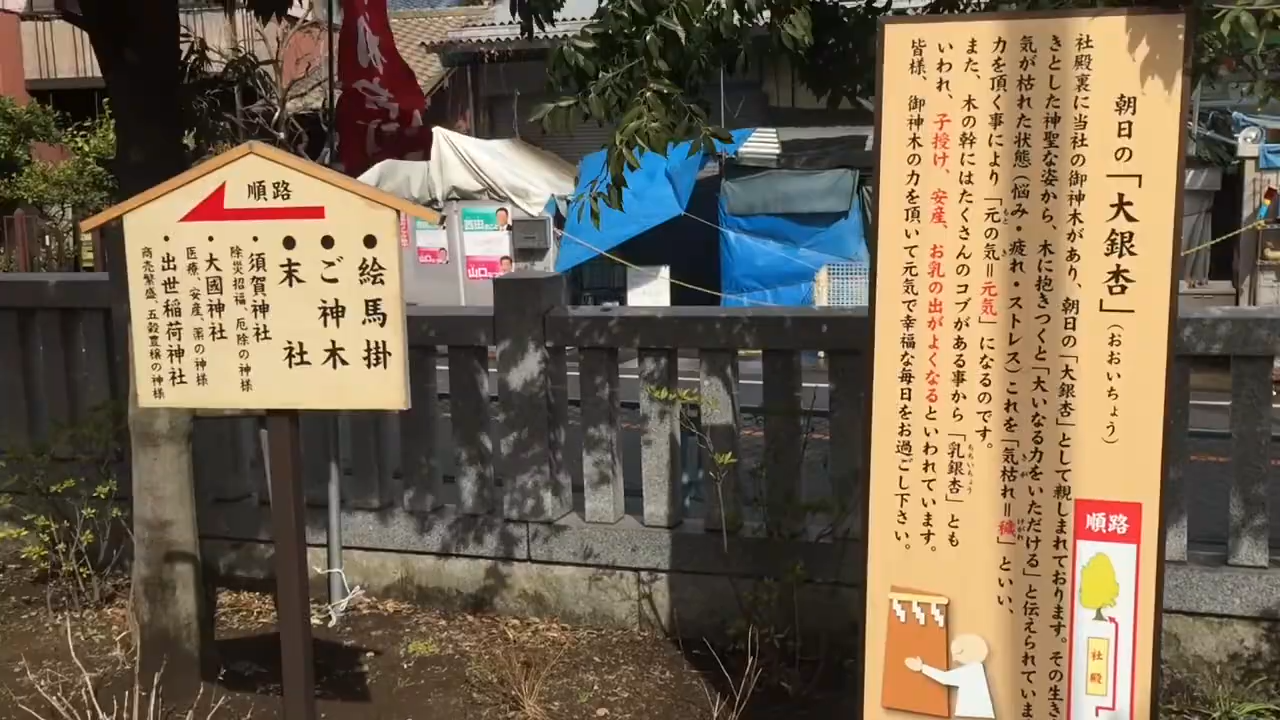 順路
●絵馬掛
●ご神木
●末社
・須賀神社
除災招福、厄除の神様
・大國神社
医療、安産、薬の神様
・出世稲荷神社
商売繁盛、五穀豊穣の神様
朝日の「大銀杏」(おおいちょう)
社殿裏に当社の御神木があり、朝日の「大銀杏」として親しまれております。その生き
きとした神聖な姿から、木に抱きつくと「大いなる力をいただける」と伝えられていま
気が枯れた状態(悩み・疲れ・ストレス)これを「気枯れ=穢」といい、
力を頂く事により「元の気=元気」になるのです。
また、木の幹にはたくさんのコブがある事から「乳銀杏」とも
いわれ、子授け、安産、お乳の出がよくなるといわれています。
皆様、御神木の力を頂いて元気で幸福な毎日をお過ごし下さい。
順路
社殿
山口